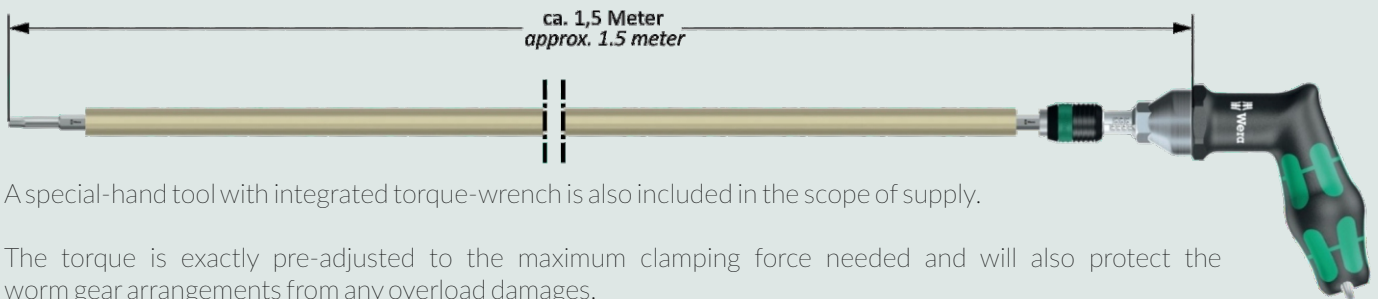 ca. 1,5 Meter
approx. 1.5 meter
Wera
A special-hand tool with integrated torque-wrench is also included in the scope of supply.
The torque is exactly pre-adjusted to the maximum clamping force needed and will also protect the
worm gear arrangements from any overload damages.